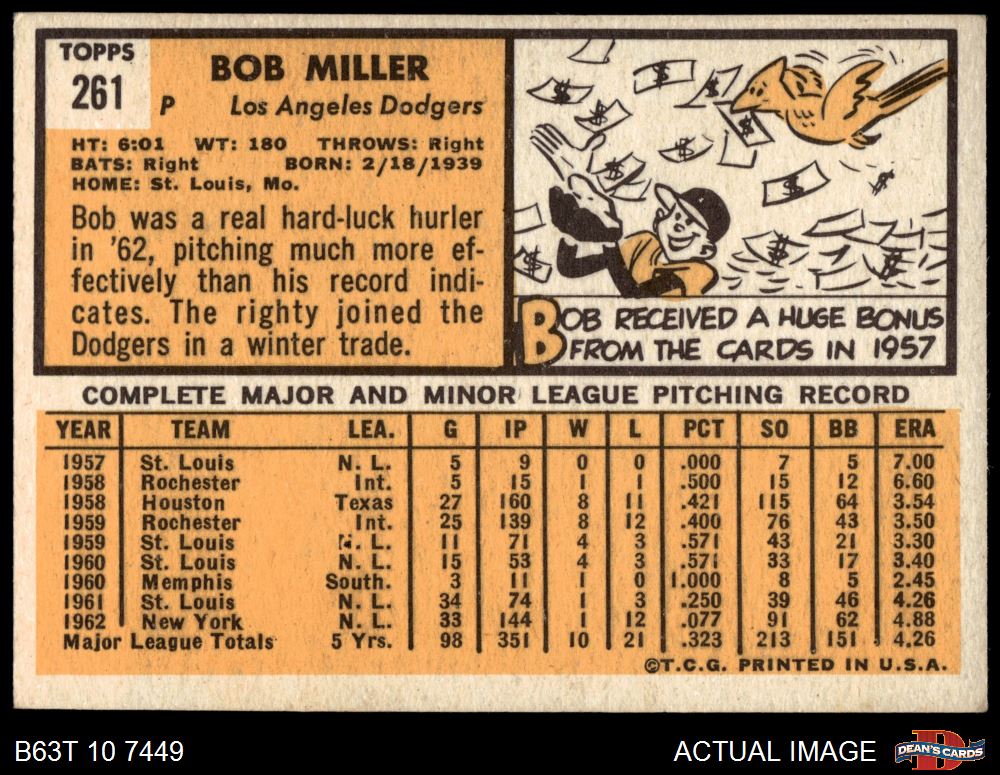 TOPPS
261
BOB MILLER
P Los Angeles Dodgers
HT: 6:01 WT: 180 THROWS: Right
BATS: Right BORN: 2/18/1939
HOME: St. Louis, Mo.
Bob was a real hard-luck hurler
in '62, pitching much more ef-
fectively than his record indi-
cates. The righty joined the
Dodgers in a winter trade.
$ $ $ $ $ $ $ $ $ $
BOB RECEIVED A HUGE BONUS
FROM THE CARDS IN 1957
COMPLETE MAJOR AND MINOR LEAGUE PITCHING RECORD
YEAR TEAM LEA. G IP W L PCT SO BB ERA
1957 St. Louis N. L. 5 9 0 0 .000 7 5 7.00
1958 Rochester Int. 5 15 1 1 .500 15 12 6.60
1958 Houston Texas 27 160 8 11 .421 115 64 3.54
1959 Rochester Int. 25 139 8 12 .400 76 43 3.50
1959 St. Louis N. L. 11 71 4 3 .571 43 21 3.30
1960 St. Louis N. L. 15 53 4 3 .571 33 17 3.40
1960 Memphis South. 3 11 1 0 1.000 8 5 2.45
1961 St. Louis N. L. 34 74 1 3 .250 39 46 4.26
1962 New York N. L. 33 144 1 12 .077 91 62 4.88
Major League Totals 5 Yrs. 98 351 10 21 .323 213 151 4.26
©T.C.G. PRINTED IN U.S.A.
B63T 10 7449
ACTUAL IMAGE
DEAN'S CARDS